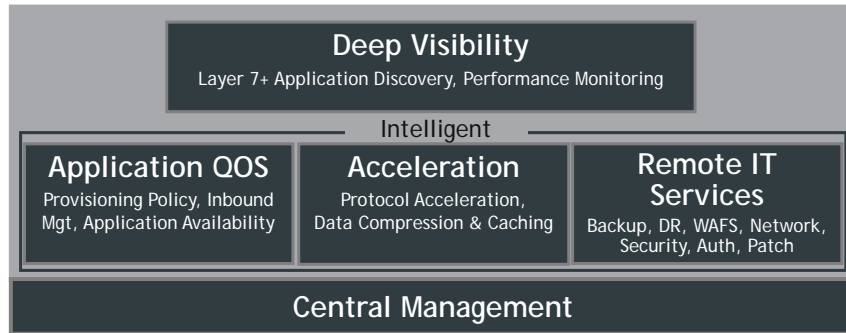 Deep Visibility
Layer 7+ Application Discovery, Performance Monitoring
Intelligent
Application QOS
Provisioning Policy, Inbound
Mgt, Application Availability
Acceleration
Protocol Acceleration,
Data Compression & Caching
Remote IT
Services
Backup, DR, WAFS, Network,
Security, Auth, Patch
Central Management